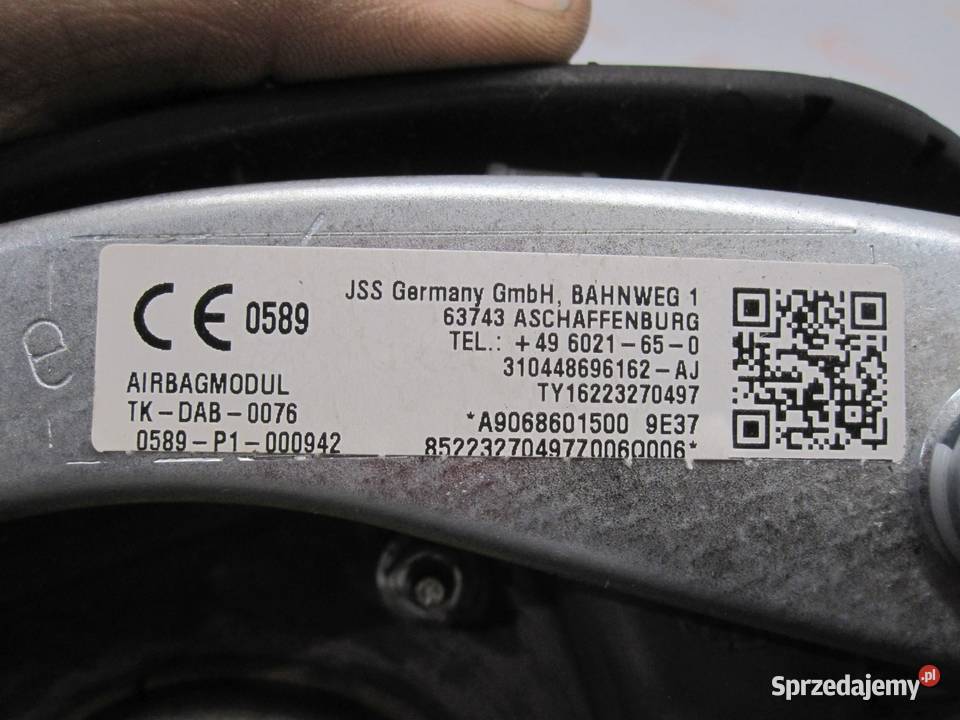 CE 0589
JSS Germany GmbH, BAHNWEG 1
63743 ASCHAFFENBURG
TEL.: +49 6021-65-0
310448696162-AJ
TY16223270497
AIRBAGMODUL
TK-DAB-0076
0589-P1-000942
*A9068601500 9E37
85223270497Z006Q006*
e
Sprzedajemy.pl